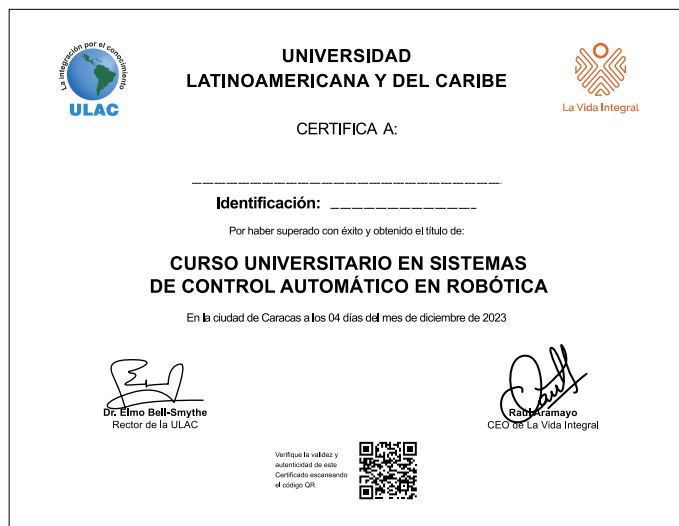 La integración por el conocimiento
ULAC
UNIVERSIDAD
LATINOAMERICANA Y DEL CARIBE
La Vida Integral
CERTIFICA A:
Identificación:
Por haber superado con éxito y obtenido el título de:
CURSO UNIVERSITARIO EN SISTEMAS
DE CONTROL AUTOMÁTICO EN ROBÓTICA
En la ciudad de Caracas a los 04 días del mes de diciembre de 2023
Dr. Elmo Bell-Smythe
Rector de la ULAC
Raúl Aramayo
CEO de La Vida Integral
Verifique la validez y
autenticidad de este
Certificado escaneando
el código QR